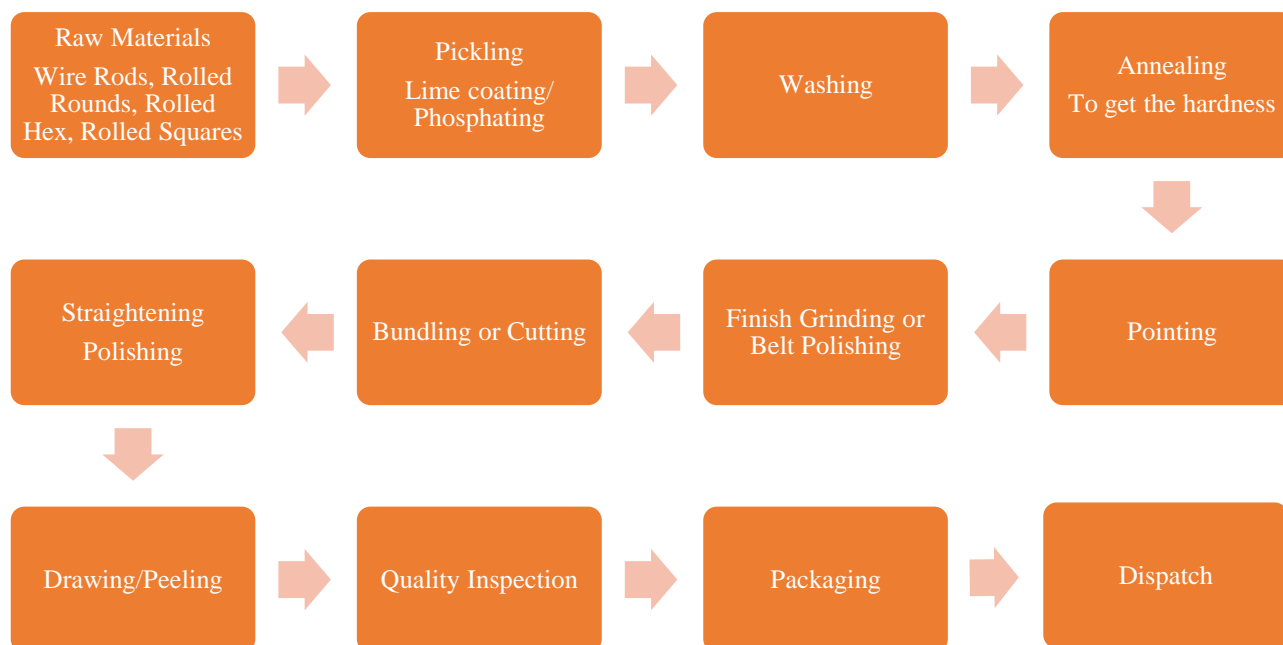 Raw Materials
Wire Rods, Rolled
Rounds, Rolled
Hex, Rolled Squares
Pickling
Lime coating/
Phosphating
Washing
Annealing
To get the hardness
Pointing
Finish Grinding or
Belt Polishing
Bundling or Cutting
Straightening
Polishing
Drawing/Peeling
Quality Inspection
Packaging
Dispatch